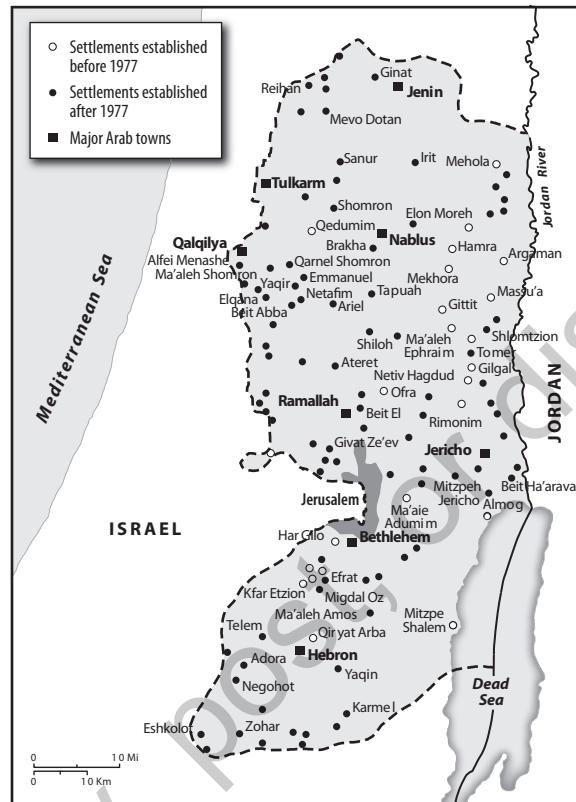 Settlements established
before 1977
Settlements established
after 1977
Major Arab towns
Ginat
Reihan
Jenin
Mevo Dotan
Sanur
Irit
Mehola
Jordan River
Tulkarm
Shomron
Elon Moreh
Qedumim
Nablus
Brakha
Hamra
Qalqilya
Alfei Menashe
Ma'aleh Shomron
Qarnel Shomron
Argaman
Emmanuel
Mekhora
Yaqir
Netafim
Tapuah
Massu'a
Elqana
Ariel
Gittit
Beit Abba
Shiloh
Ma'aleh
Ephraim
Shlomtzion
Tomer
Ateret
Gilgal
Netiv Hagdud
Ofra
JORDAN
Mediterranean Sea
Ramallah
Beit El
Rimonim
Givat Ze'ev
Jericho
Mitzpeh
Jericho
Beit Ha'arava
Almog
Jerusalem
Ma'aie
Adumim
ISRAEL
Har Gilo
Bethlehem
Efrat
Kfar Etzion
Migdal Oz
Ma'aleh Amos
Mitzpe
Shalem
Telem
Qiryat Arba
Adora
Hebron
Yaqin
Negohot
Dead
Sea
Karmel
Eshkolot
Zohar
0 10 Mi
0 10 Km
post, or dis